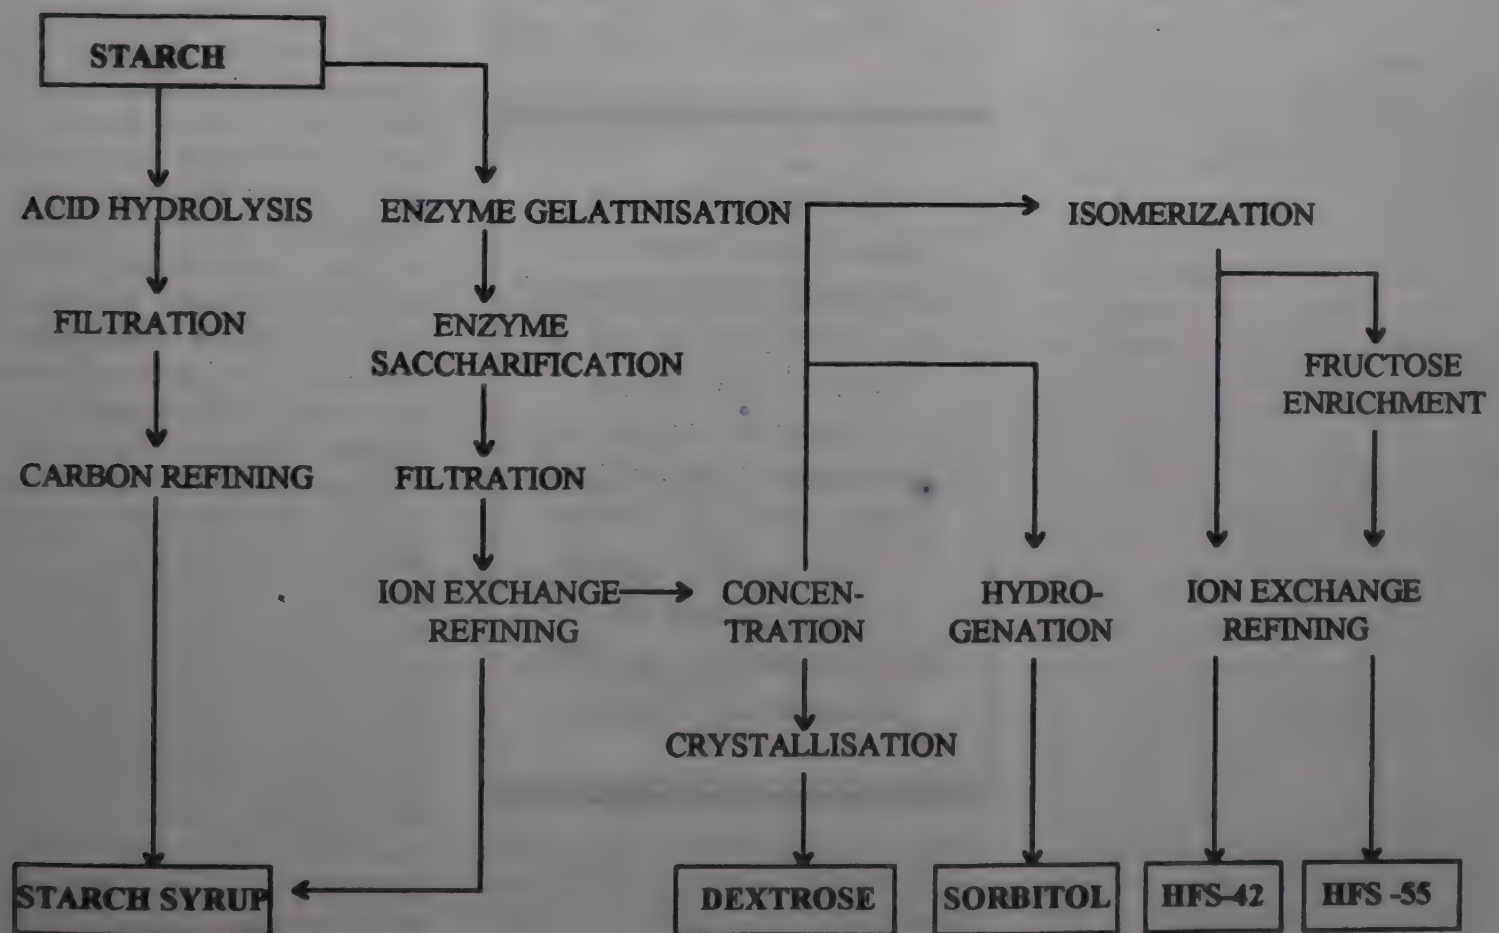 STARCH
ACID HYDROLYSIS
ENZYME GELATINISATION
ISOMERIZATION
FILTRATION
ENZYME
SACCHARIFICATION
FRUCTOSE
ENRICHMENT
CARBON REFINING
FILTRATION
ION EXCHANGE
REFINING
CONCEN-
TRATION
HYDRO-
GENATION
ION EXCHANGE
REFINING
CRYSTALLISATION
STARCH SYRUP
DEXTROSE
SORBITOL
HFS-42
HFS -55